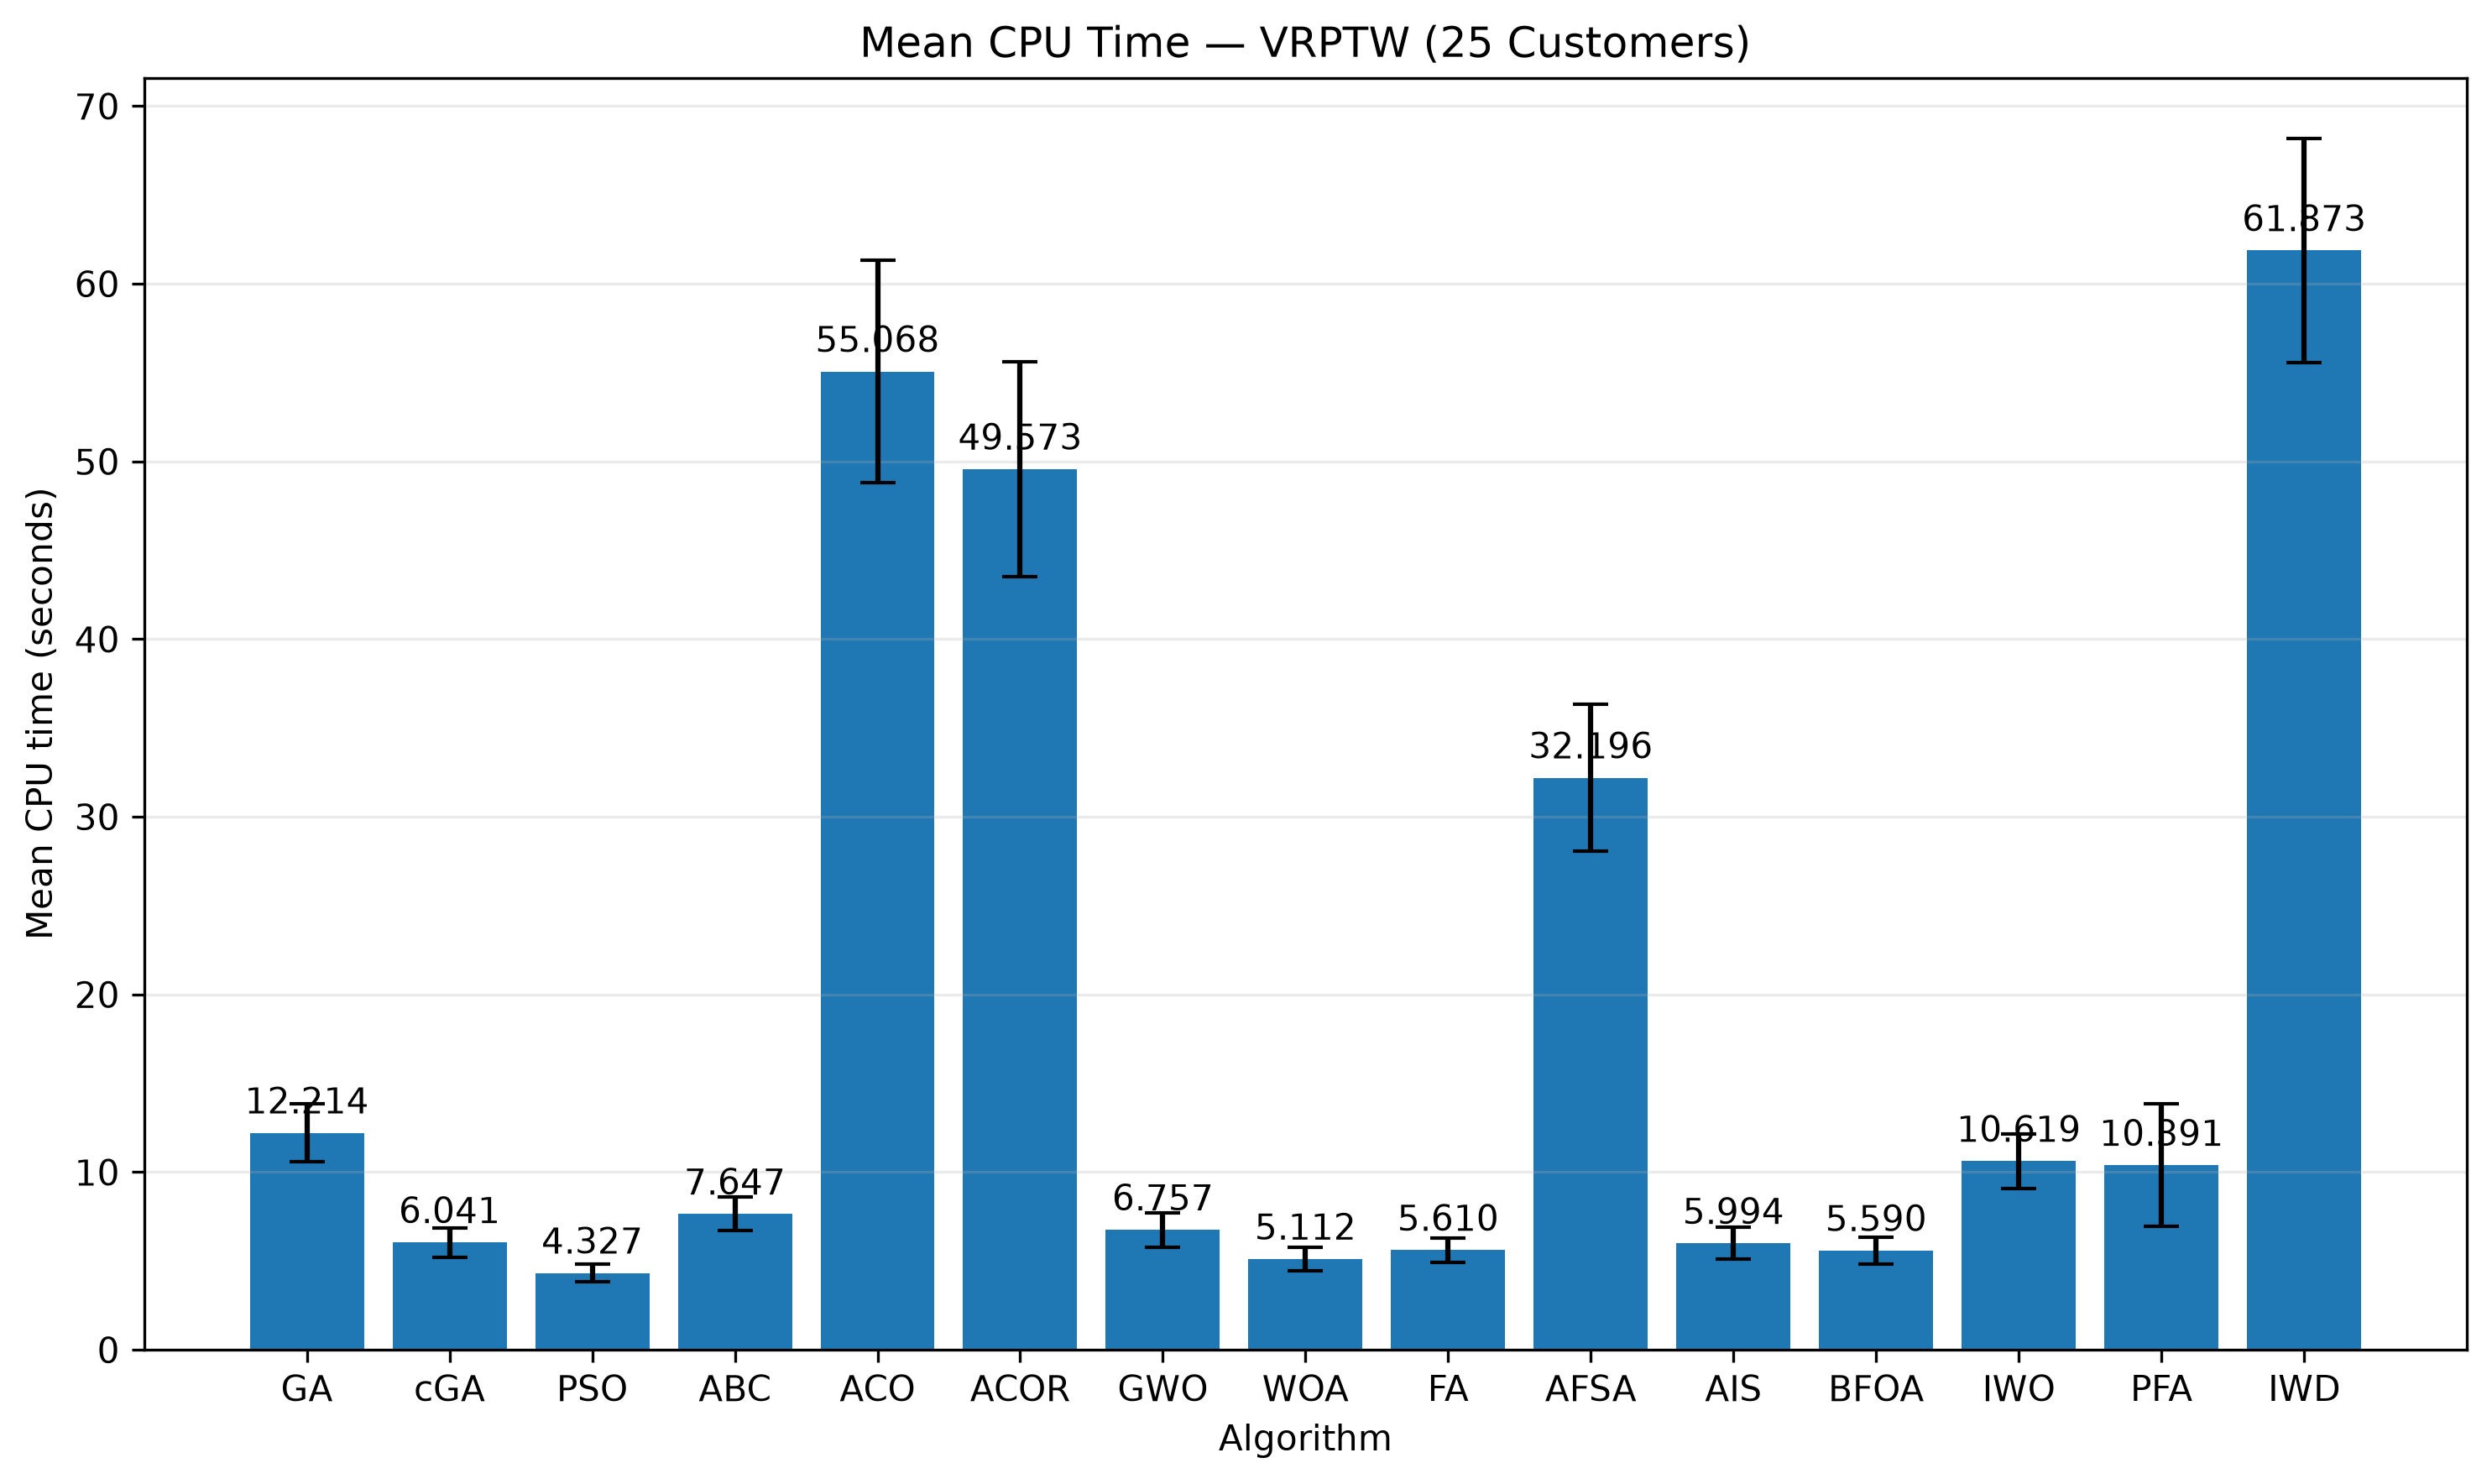 Mean CPU Time — VRPTW (25 Customers)
Mean CPU time (seconds)
70
60
50
40
30
20
10
0
12.214
6.041
4.327
7.647
55.068
49.573
6.757
5.112
5.610
32.196
5.994
5.590
10.619
10.391
61.873
GA
cGA
PSO
ABC
ACO
ACOR
GWO
WOA
FA
AFSA
AIS
BFOA
IWO
PFA
IWD
Algorithm